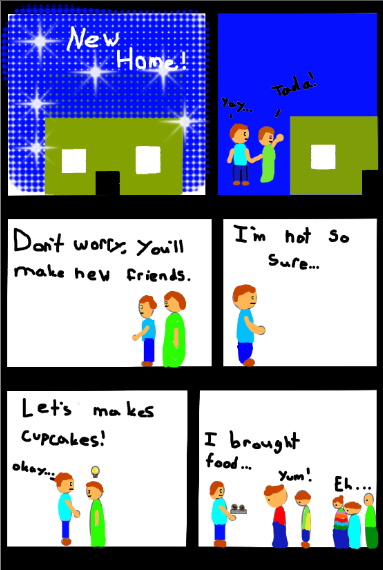 New
Home!
Yay...
Tada!
Don't worry, You'll
make new friends.
I'm not so
sure...
Let's makes
cupcakes!
okay...
I brought
food...
Yum!
Eh...